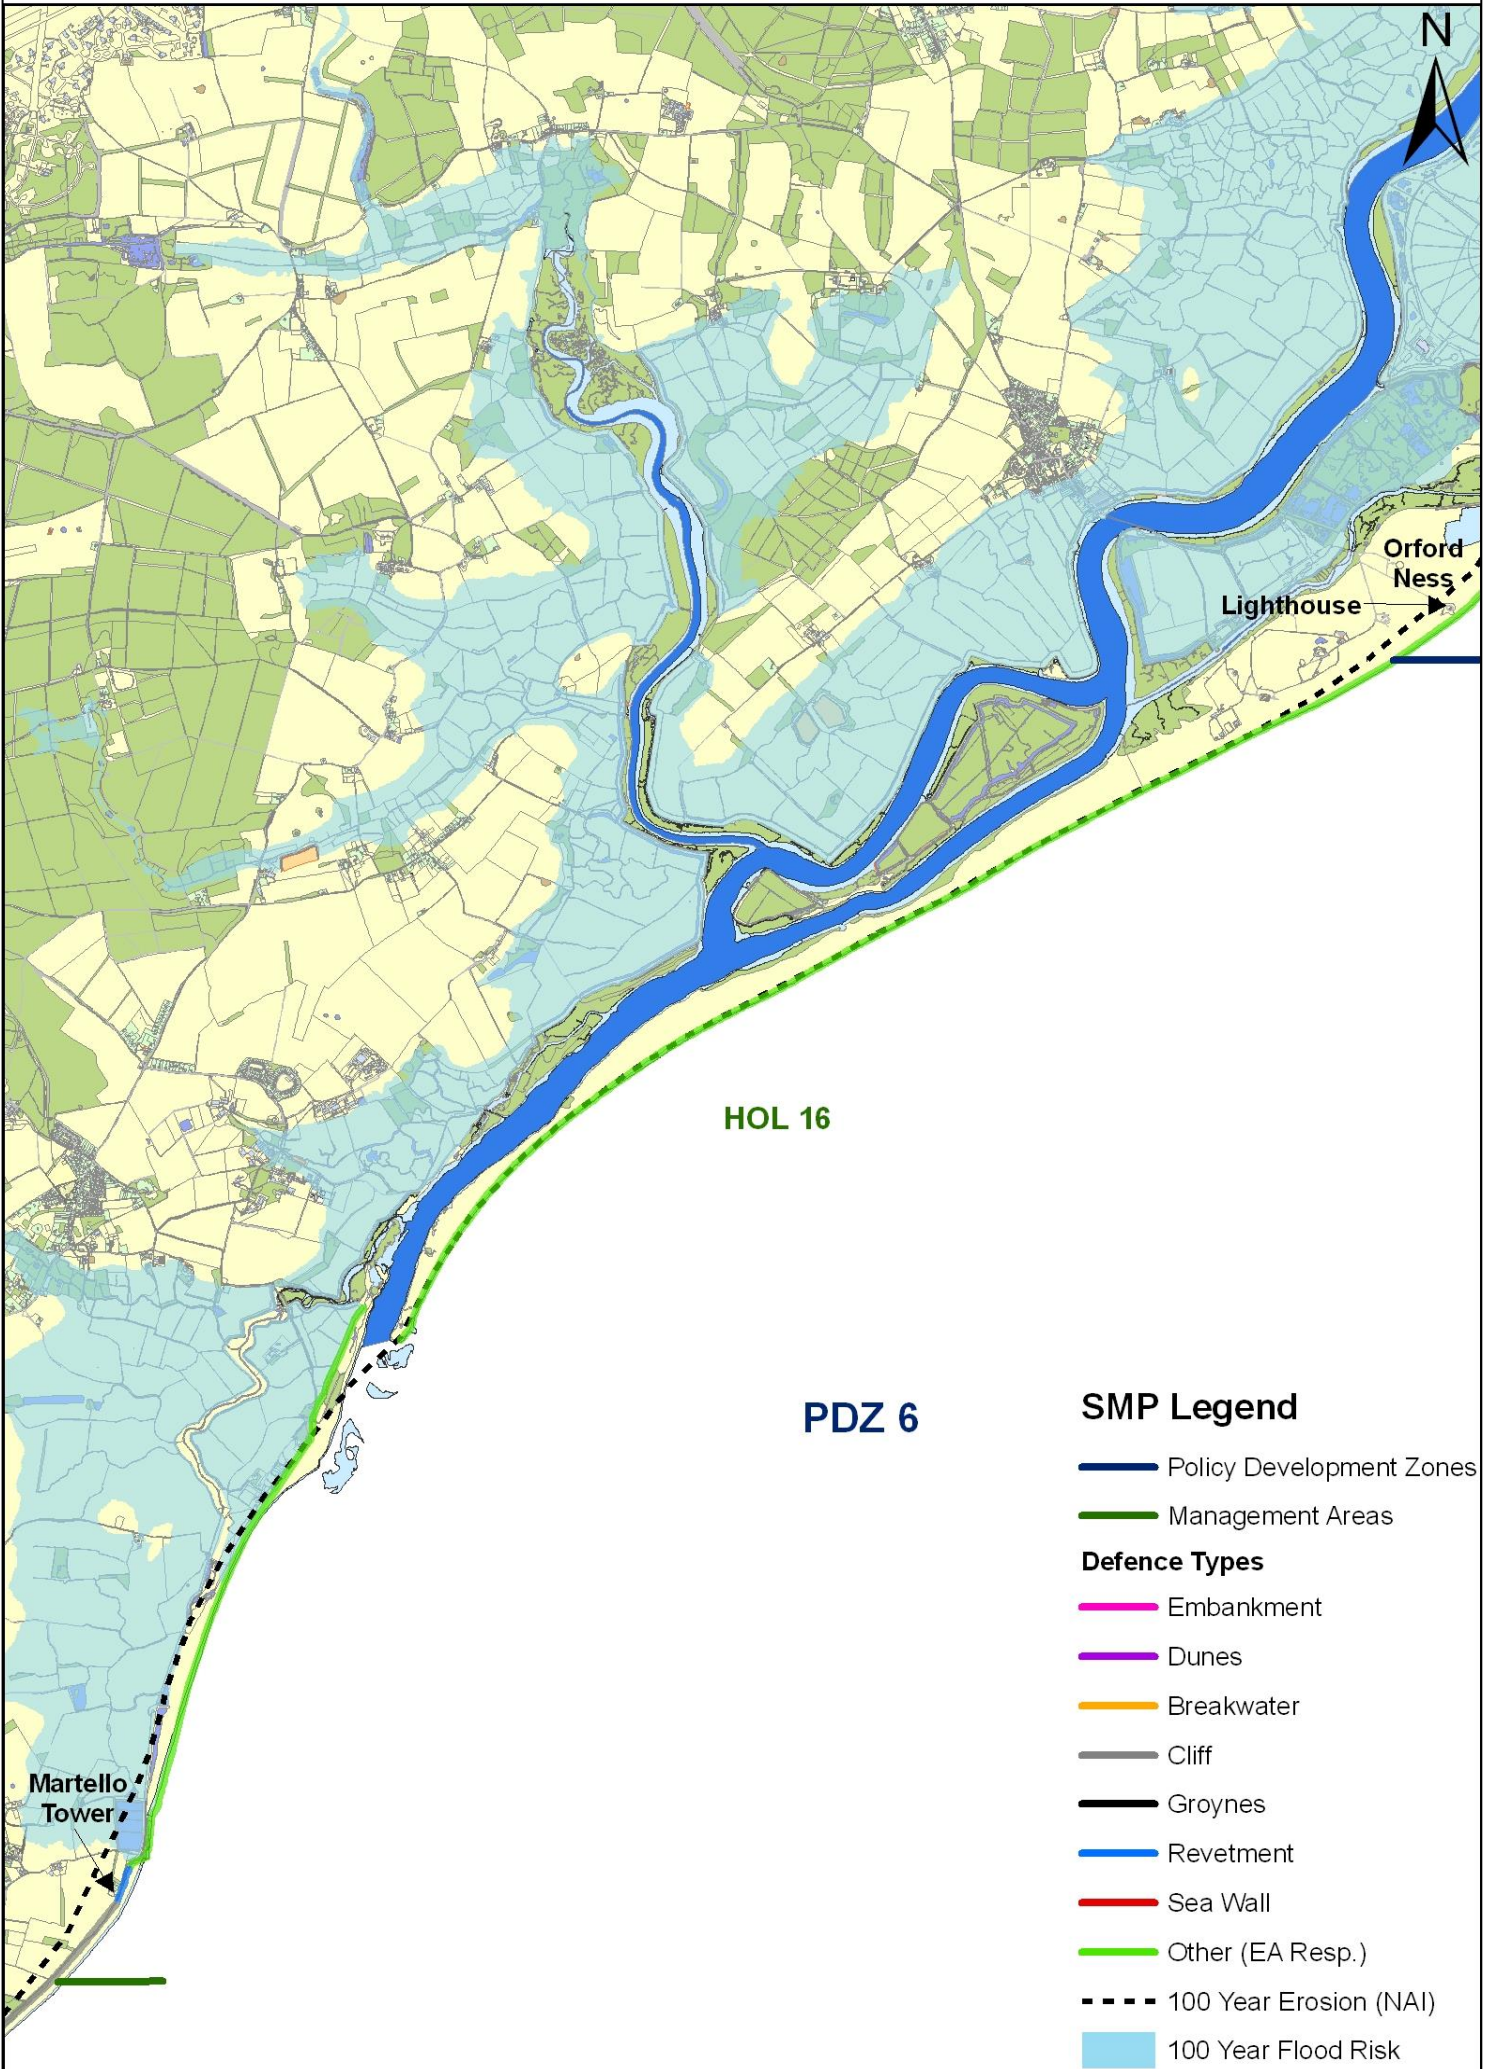 N
Orford
Ness
Lighthouse
HOL 16
PDZ 6
Martello
Tower
SMP Legend
Policy Development Zones
Management Areas
Defence Types
Embankment
Dunes
Breakwater
Cliff
Groynes
Revetment
Sea Wall
Other (EA Resp.)
100 Year Erosion (NAI)
100 Year Flood Risk